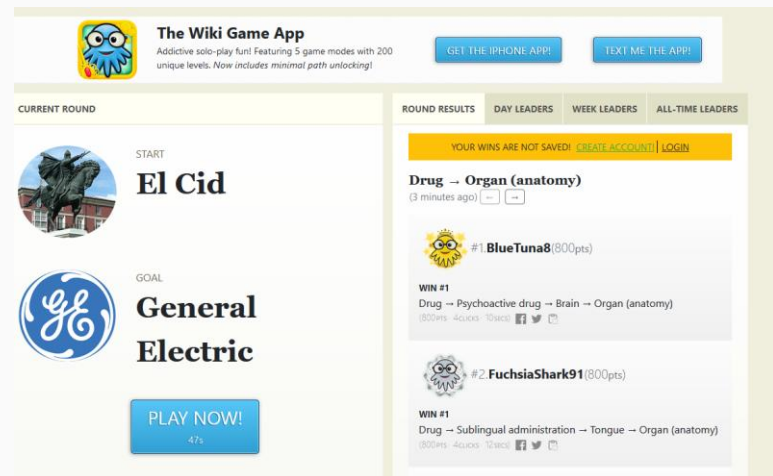 The Wiki Game App
Addictive solo-play fun! Featuring 5 game modes with 200
unique levels. Now includes minimal path unlocking!
GET THE IPHONE APP!
TEXT ME THE APP!
CURRENT ROUND
START
El Cid
GOAL
General
Electric
PLAY NOW!
47s
ROUND RESULTS DAY LEADERS WEEK LEADERS ALL-TIME LEADERS
YOUR WINS ARE NOT SAVED! CREATE ACCOUNT! | LOGIN
Drug → Organ (anatomy)
(3 minutes ago) ← →
#1.BlueTuna8(800pts)
WIN #1
Drug → Psychoactive drug → Brain → Organ (anatomy)
(800PTS 4CLICKS 10SECS)
#2.FuchsiaShark91(800pts)
WIN #1
Drug → Sublingual administration → Tongue → Organ (anatomy)
(800PTS 4CLICKS 12SECS)